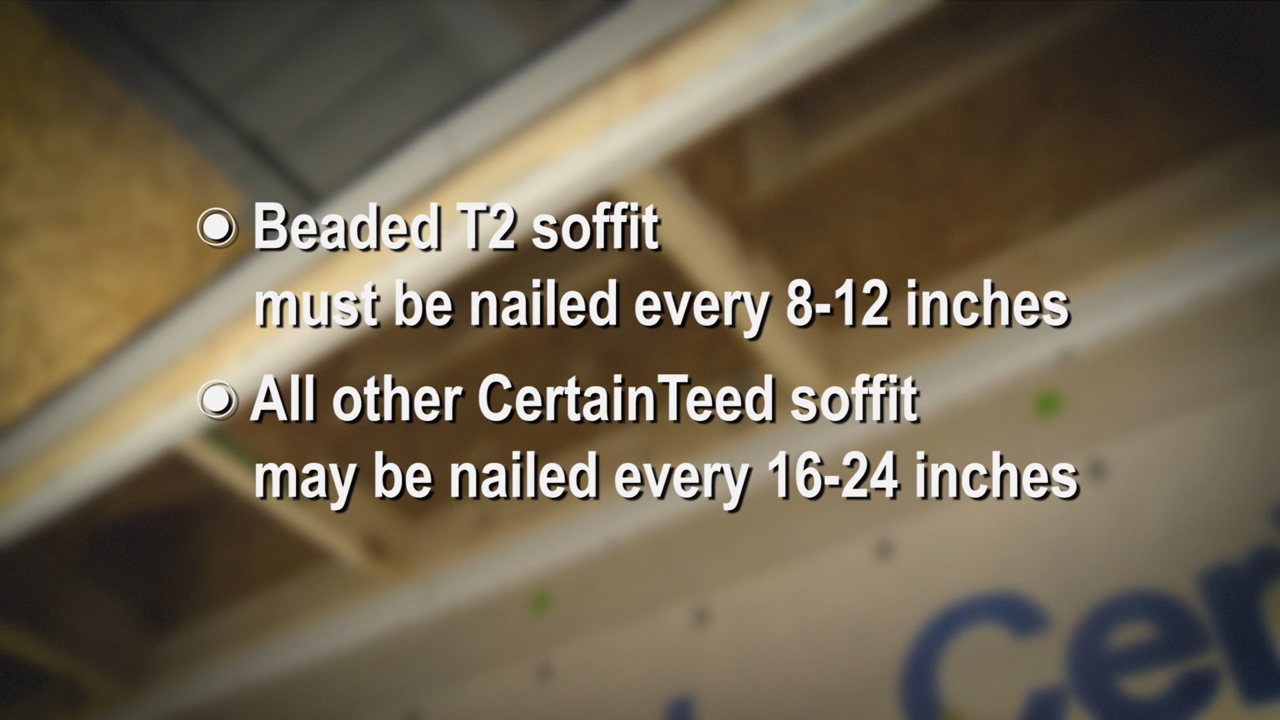 Beaded T2 soffit
must be nailed every 8-12 inches
All other CertainTeed soffit
may be nailed every 16-24 inches
Cer